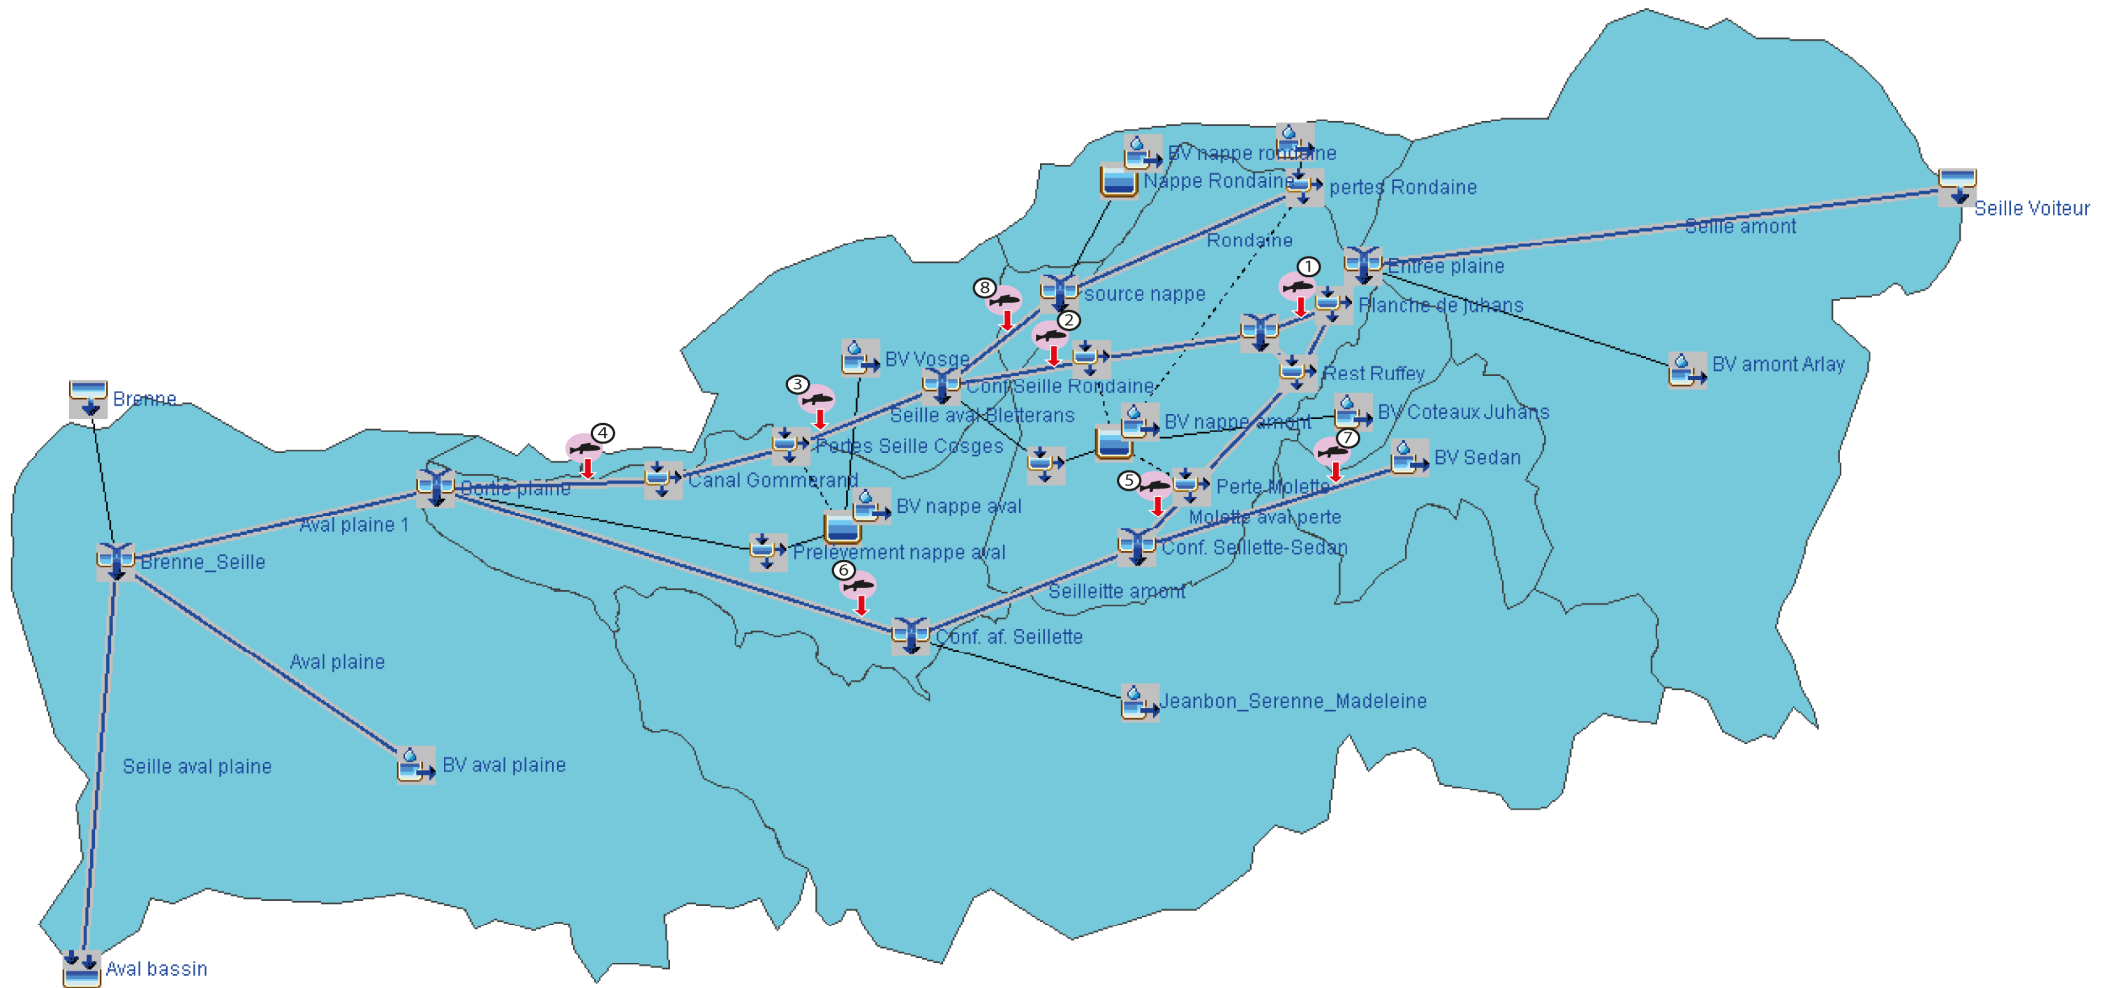 BV nappe rondaine
Nappe Rondaine
pertes Rondaine
Seille Voiteur
Seille amont
Rondaine
Entree plaine
1
8
source nappe
Planche de juhans
2
BV Vosge
BV amont Arlay
Rest Ruffey
3
Conf Seille Rondaine
Brenne
Seille aval Bletterans
BV nappe amont
BV Coteaux Juhans
4
7
Pertes Seille Cosges
BV Sedan
5
Canal Gommerand
Sortie plaine
Perte Molette
BV nappe aval
Aval plaine 1
Molette aval perte
Prelevement nappe aval
Conf. Seillette-Sedan
Brenne_Seille
6
Seilleitte amont
Conf. af. Seillette
Aval plaine
Jeanbon_Serenne_Madeleine
Seille aval plaine
BV aval plaine
Aval bassin